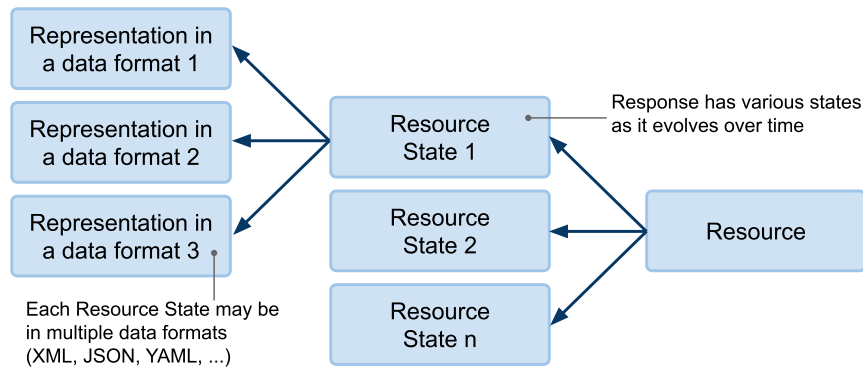 Representation in
a data format 1
Representation in
a data format 2
Representation in
a data format 3
Each Resource State may be
in multiple data formats
(XML, JSON, YAML, ...)
Resource
State 1
Resource
State 2
Resource
State n
Response has various states
as it evolves over time
Resource